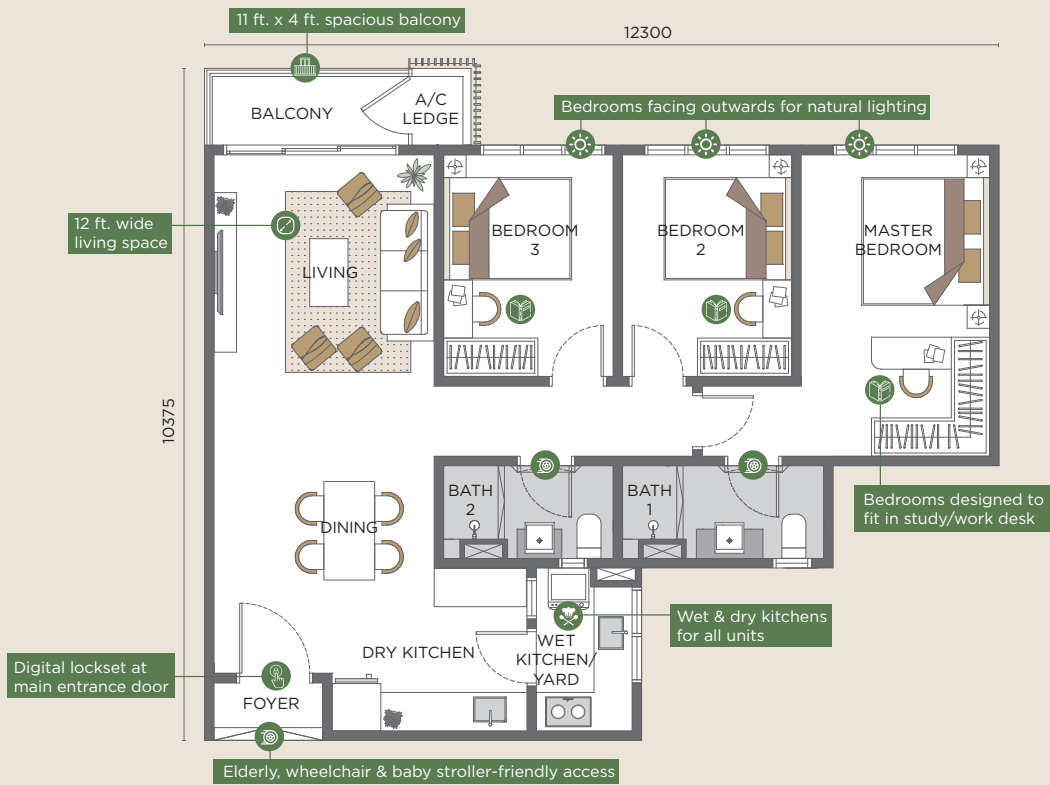 11 ft. x 4 ft. spacious balcony
12300
BALCONY
A/C
LEDGE
Bedrooms facing outwards for natural lighting
12 ft. wide
living space
LIVING
BEDROOM
3
BEDROOM
2
MASTER
BEDROOM
10375
BATH
2
BATH
1
Bedrooms designed to
fit in study/work desk
DINING
Wet & dry kitchens
for all units
DRY KITCHEN
WET
KITCHEN/
YARD
Digital lockset at
main entrance door
FOYER
Elderly, wheelchair & baby stroller-friendly access